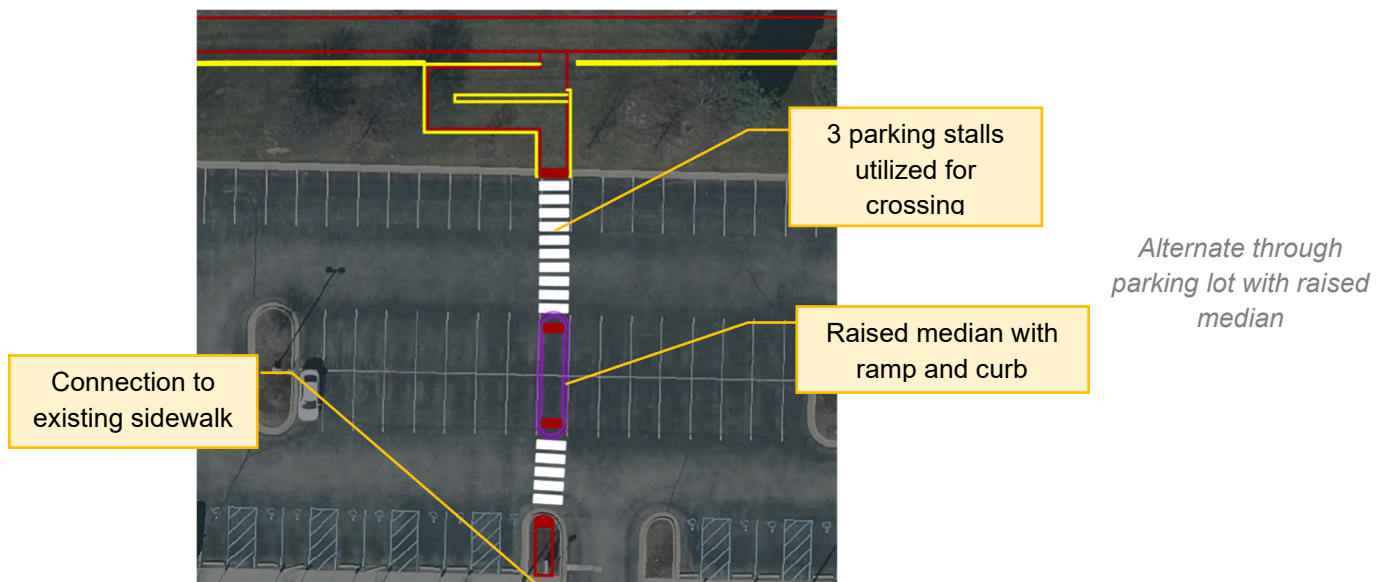 3 parking stalls
utilized for
crossing
Alternate through
parking lot with raised
median
Raised median with
ramp and curb
Connection to
existing sidewalk